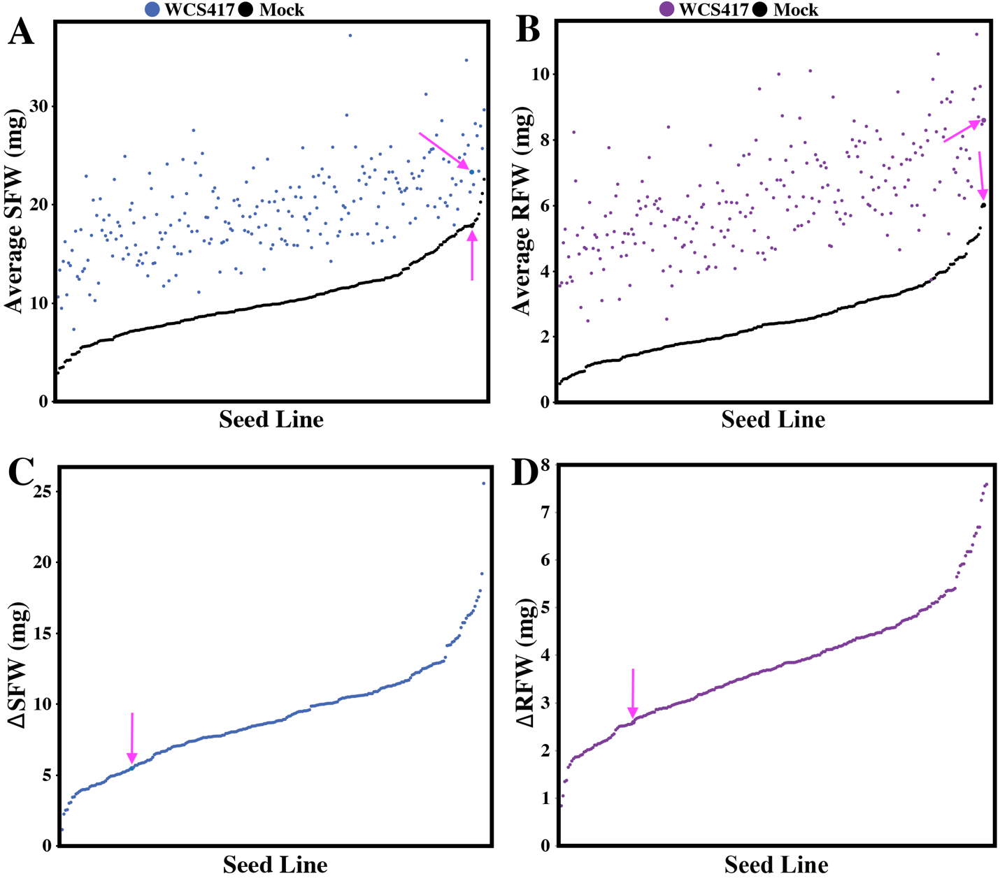 A
WCS417 Mock
Average SFW (mg)
30
20
10
0
Seed Line
B
WCS417 Mock
Average RFW (mg)
10
8
6
4
2
0
Seed Line
C
ΔSFW (mg)
25
20
15
10
5
0
Seed Line
D
ΔRFW (mg)
8
7
6
5
4
3
2
1
0
Seed Line